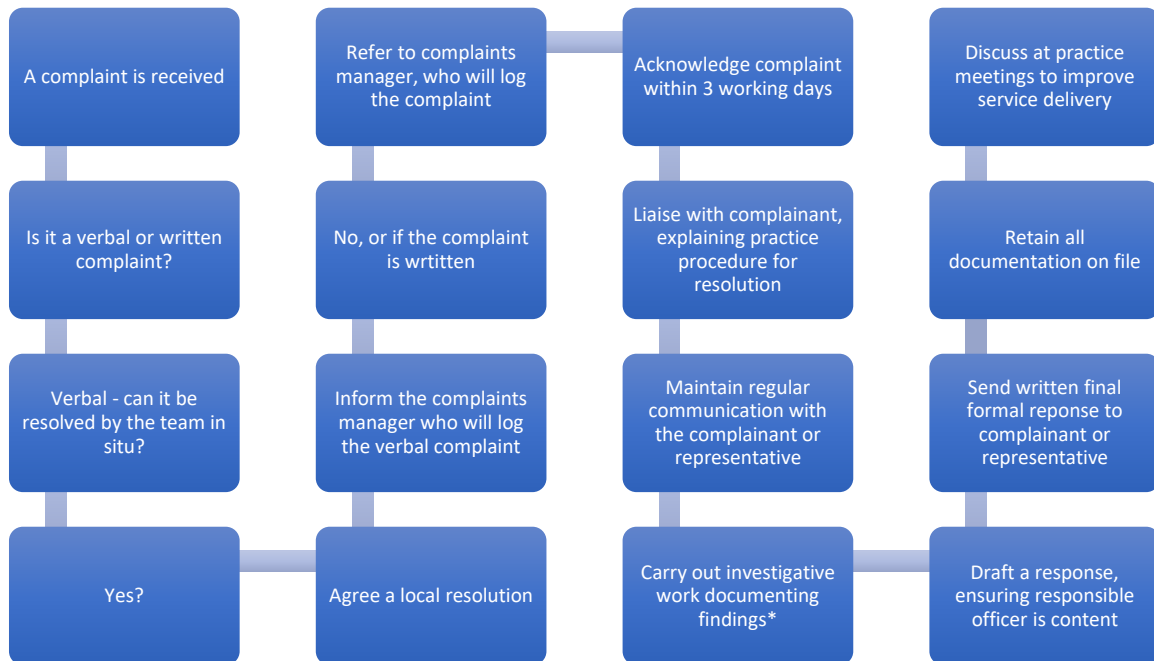 A complaint is received
Is it a verbal or written
complaint?
Verbal - can it be
resolved by the team in
situ?
Yes?
Agree a local resolution
Inform the complaints
manager who will log
the verbal complaint
No, or if the complaint
is wrtitten
Refer to complaints
manager, who will log
the complaint
Acknowledge complaint
within 3 working days
Liaise with complainant,
explaining practice
procedure for
resolution
Maintain regular
communication with
the complainant or
representative
Carry out investigative
work documenting
findings*
Draft a response,
ensuring responsible
officer is content
Send written final
formal reponse to
complainant or
representative
Retain all
documentation on file
Discuss at practice
meetings to improve
service delivery